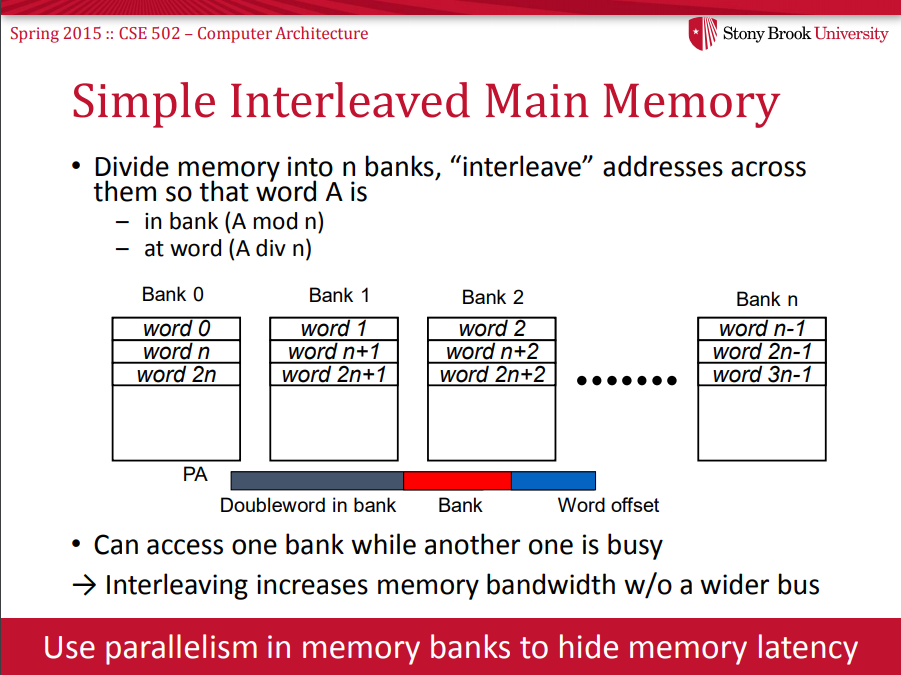 Spring 2015 :: CSE 502 – Computer Architecture
Stony Brook University
Simple Interleaved Main Memory
• Divide memory into n banks, “interleave” addresses across
them so that word A is
– in bank (A mod n)
– at word (A div n)
Bank 0 Bank 1 Bank 2 Bank n
word 0 word 1 word 2 word n-1
word n word n+1 word n+2 word 2n-1
word 2n word 2n+1 word 2n+2 word 3n-1
PA
Doubleword in bank Bank Word offset
• Can access one bank while another one is busy
→ Interleaving increases memory bandwidth w/o a wider bus
Use parallelism in memory banks to hide memory latency